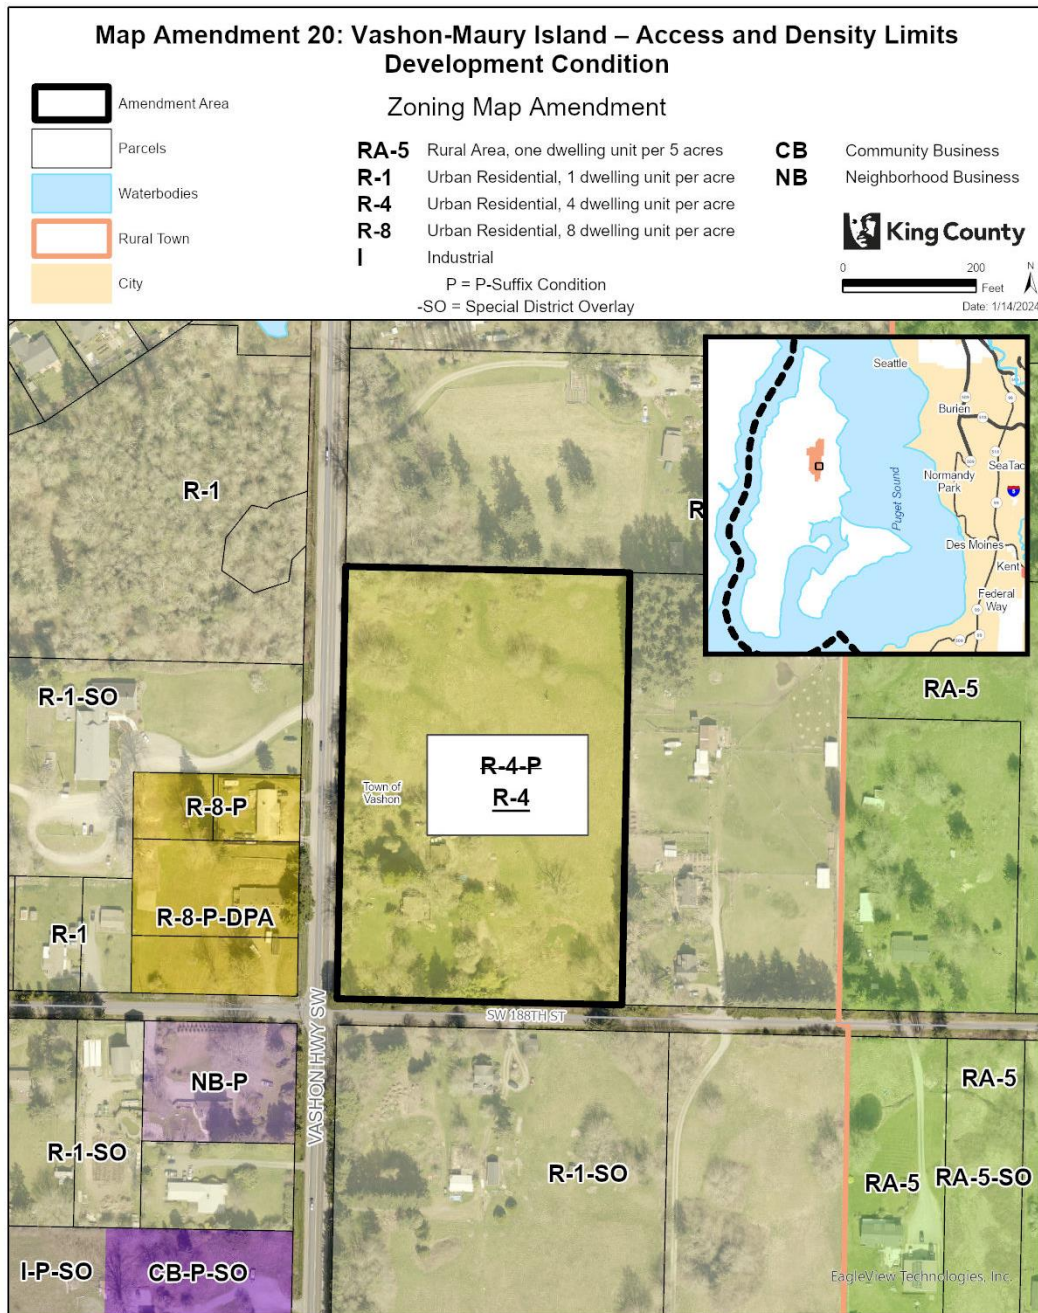 Map Amendment 20: Vashon-Maury Island – Access and Density Limits
Development Condition
Zoning Map Amendment
Amendment Area
Parcels
Waterbodies
Rural Town
City
RA-5 Rural Area, one dwelling unit per 5 acres
R-1 Urban Residential, 1 dwelling unit per acre
R-4 Urban Residential, 4 dwelling unit per acre
R-8 Urban Residential, 8 dwelling unit per acre
I Industrial
P = P-Suffix Condition
-SO = Special District Overlay
CB Community Business
NB Neighborhood Business
King County
0 200
Feet
N
Date: 1/14/2024
Seattle
Burien
Normandy
Park
SeaTac
Puget Sound
Des Moines
Kent
Federal
Way
R-1
R
R-1-SO
RA-5
R-4-P
R-4
Town of
Vashon
R-8-P
R-8-P-DPA
R-1
SW 188TH ST
VASHON HWY SW
NB-P
RA-5
R-1-SO
R-1-SO
RA-5
RA-5-SO
I-P-SO
CB-P-SO
EagleView Technologies, Inc.